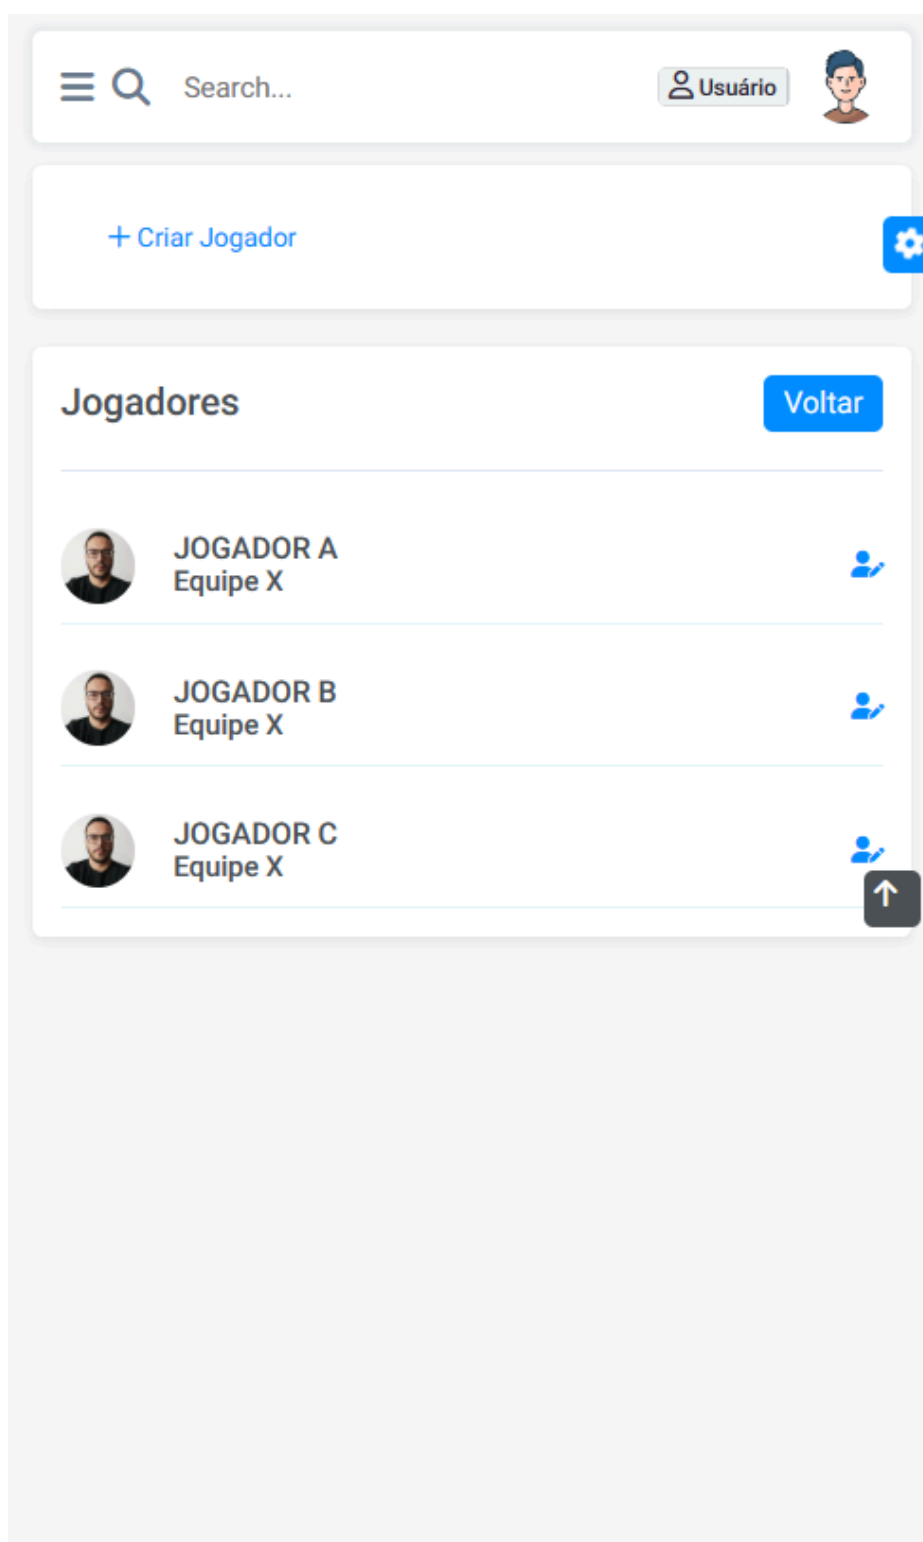 Search...
Usuário
Criar Jogador
Jogadores
Voltar
JOGADOR A
Equipe X
JOGADOR B
Equipe X
JOGADOR C
Equipe X